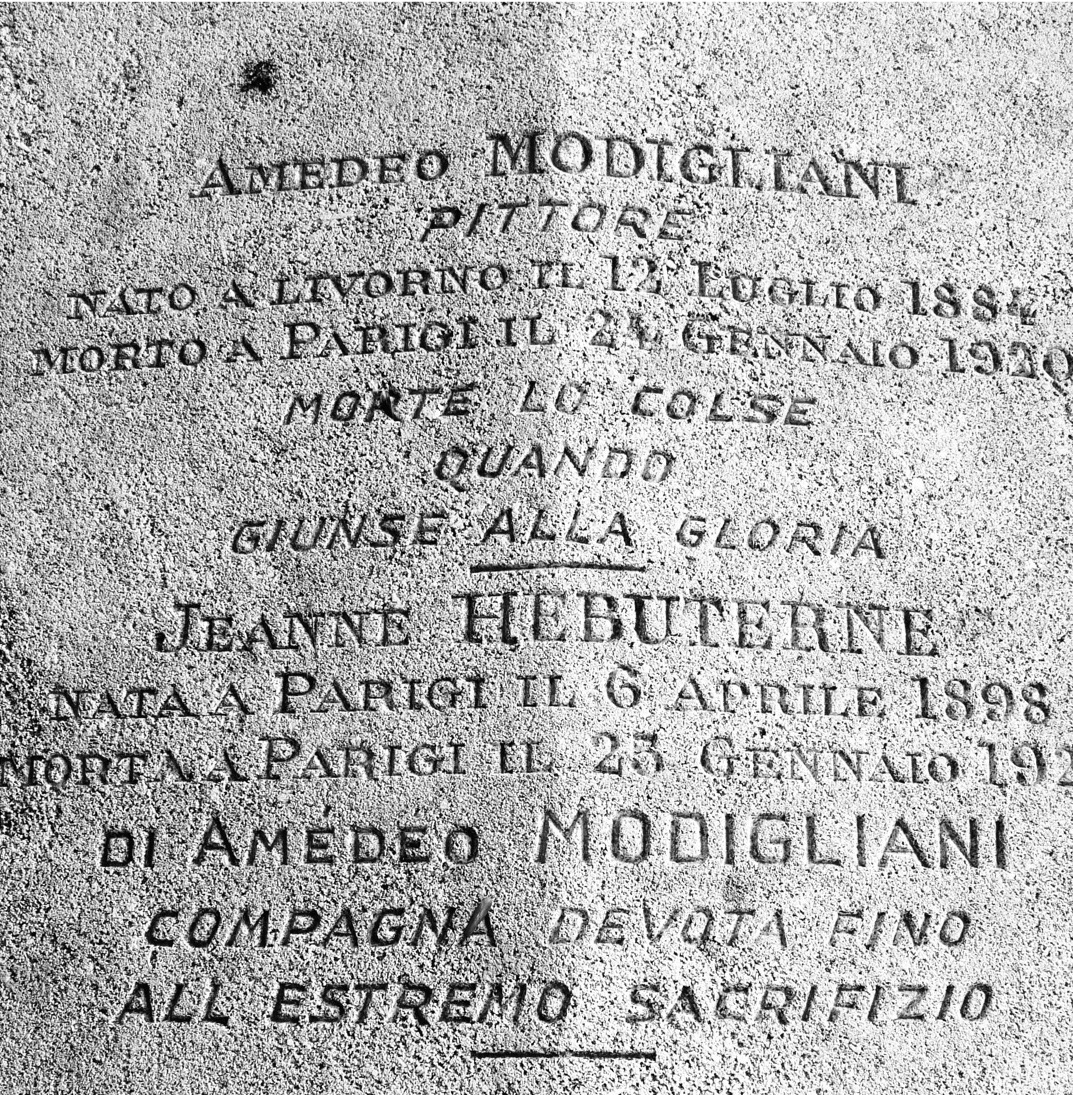 AMEDEO MODIGLIANI
PITTORE
NATO A LIVORNO IL 12 LUGLIO 1884
MORTO A PARIGI IL 24 GENNAIO 1920
MORTE LO COLSE
QUANDO
GIUNSE ALLA GLORIA
JEANNE HEBUTERNE
NATA A PARIGI IL 6 APRILE 1898
MORTA A PARIGI IL 25 GENNAIO 192
DI AMÉDÉO MODIGLIANI
COMPAGNA DEVOTA FINO
ALL ESTREMO SACRIFIZIO